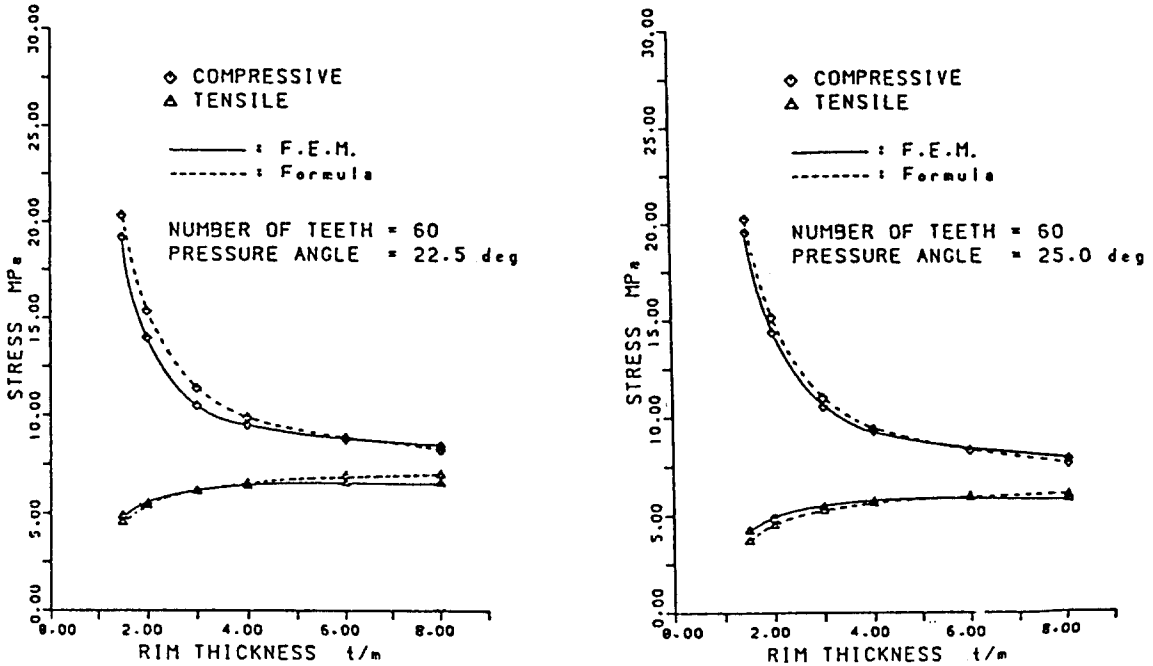 30.00
25.00
20.00
15.00
10.00
5.00
0.00
STRESS MPa
COMPRESSIVE
TENSILE
: F.E.M.
: Formula
NUMBER OF TEETH = 60
PRESSURE ANGLE = 22.5 deg
0.00 2.00 4.00 6.00 8.00
RIM THICKNESS t/m
30.00
25.00
20.00
15.00
10.00
5.00
0.00
STRESS MPa
COMPRESSIVE
TENSILE
: F.E.M.
: Formula
NUMBER OF TEETH = 60
PRESSURE ANGLE = 25.0 deg
0.00 2.00 4.00 6.00 8.00
RIM THICKNESS t/m